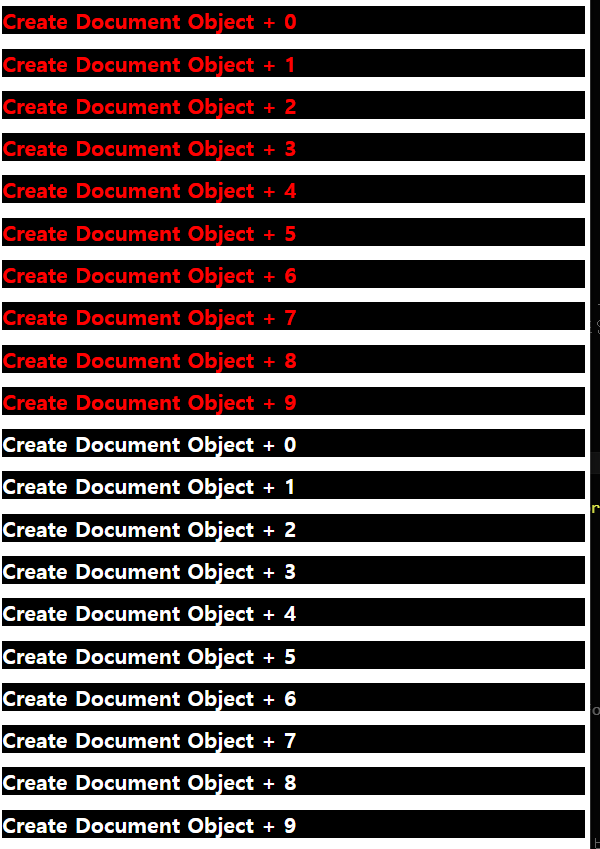 Create Document Object + 0
Create Document Object + 1
Create Document Object + 2
Create Document Object + 3
Create Document Object + 4
Create Document Object + 5
Create Document Object + 6
Create Document Object + 7
Create Document Object + 8
Create Document Object + 9
Create Document Object + 0
Create Document Object + 1
Create Document Object + 2
Create Document Object + 3
Create Document Object + 4
Create Document Object + 5
Create Document Object + 6
Create Document Object + 7
Create Document Object + 8
Create Document Object + 9